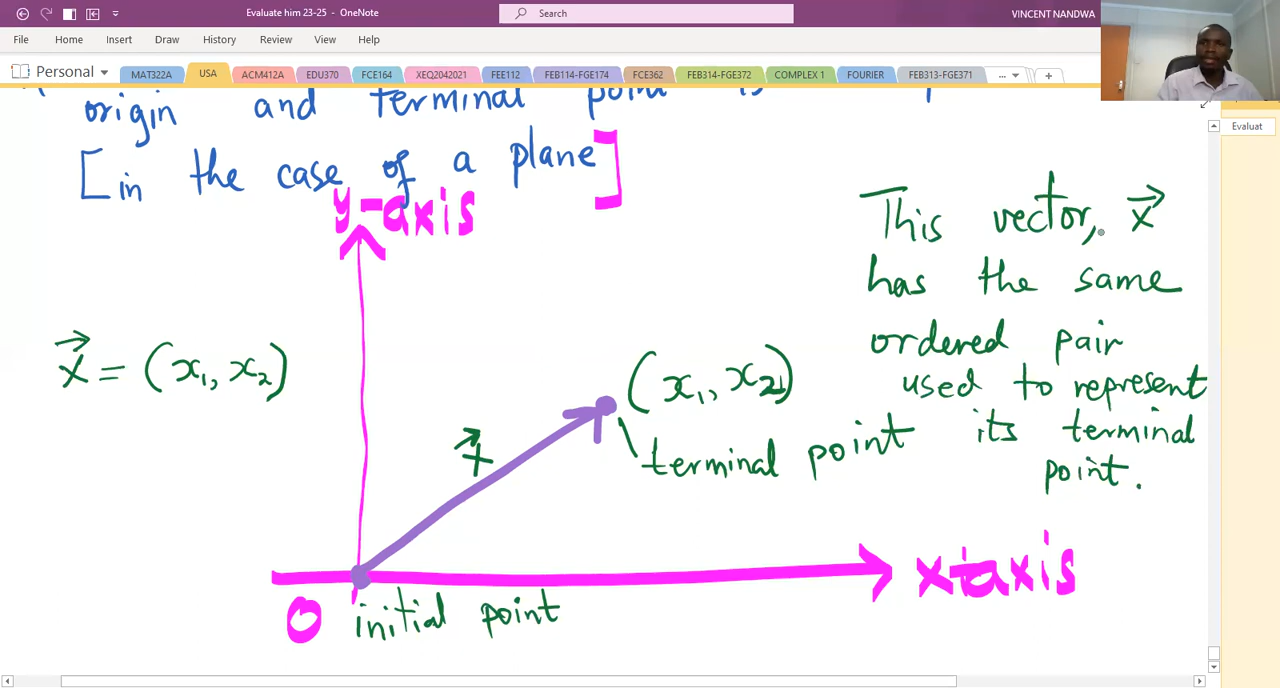 Evaluate him 23-25 - OneNote
Search
VINCENT NANDWA
File Home Insert Draw History Review View Help
Personal
MAT322A USA ACM412A EDU370 FCE164 XEQ2042021 FEE112 FEB114-FGE174 FCE362 FEB314-FGE372 COMPLEX 1 FOURIER FEB313-FGE371 ... +
Evaluat
origin and terminal point is
[in the case of a plane]
y-axis
This vector, x⃗
has the same
ordered pair
used to represent
its terminal
point.
x⃗ = (x₁, x₂)
(x₁, x₂)
x⃗
terminal point
x-axis
O
initial point